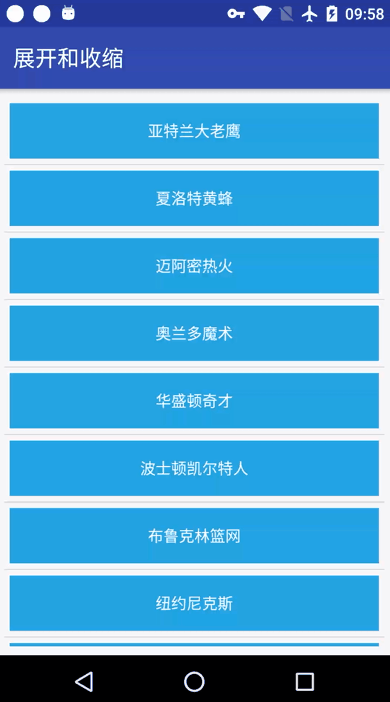 09:58
展开和收缩
亚特兰大老鹰
夏洛特黄蜂
迈阿密热火
奥兰多魔术
华盛顿奇才
波士顿凯尔特人
布鲁克林篮网
纽约尼克斯